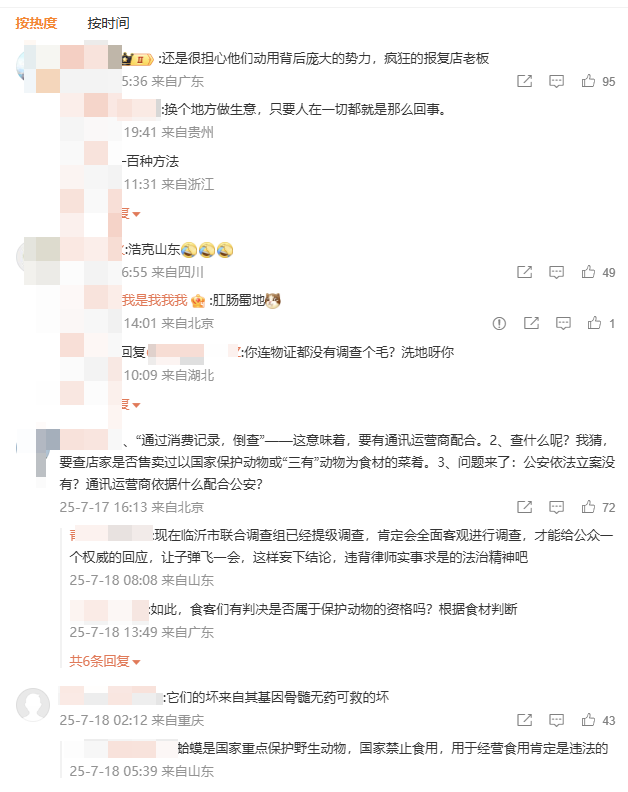 按热度 按时间
:还是很担心他们动用背后庞大的势力，疯狂的报复店老板
5:36 来自广东
95
:换个地方做生意，只要人在一切都就是那么回事。
19:41 来自贵州
一百种方法
11:31 来自浙江
复
:浩克山东
6:55 来自四川
49
我是我我我:肛肠蜀地
14:01 来自北京
1
回复:你连物证都没有调查个毛？洗地呀你
10:09 来自湖北
复
、“通过消费记录，倒查”——这意味着，要有通讯运营商配合。2、查什么呢？我猜，
要查店家是否售卖过以国家保护动物或“三有”动物为食材的菜肴。3、问题来了：公安依法立案没
有？通讯运营商依据什么配合公安？
25-7-17 16:13 来自北京
72
:现在临沂市联合调查组已经提级调查，肯定会全面客观进行调查，才能给公众一
个权威的回应，让子弹飞一会，这样妄下结论，违背律师实事求是的法治精神吧
25-7-18 08:08 来自山东
:如此，食客们有判决是否属于保护动物的资格吗？根据食材判断
25-7-18 13:49 来自广东
共6条回复
:它们的坏来自其基因骨髓无药可救的坏
25-7-18 02:12 来自重庆
43
蛤蟆是国家重点保护野生动物，国家禁止食用，用于经营食用肯定是违法的
25-7-18 05:39 来自山东